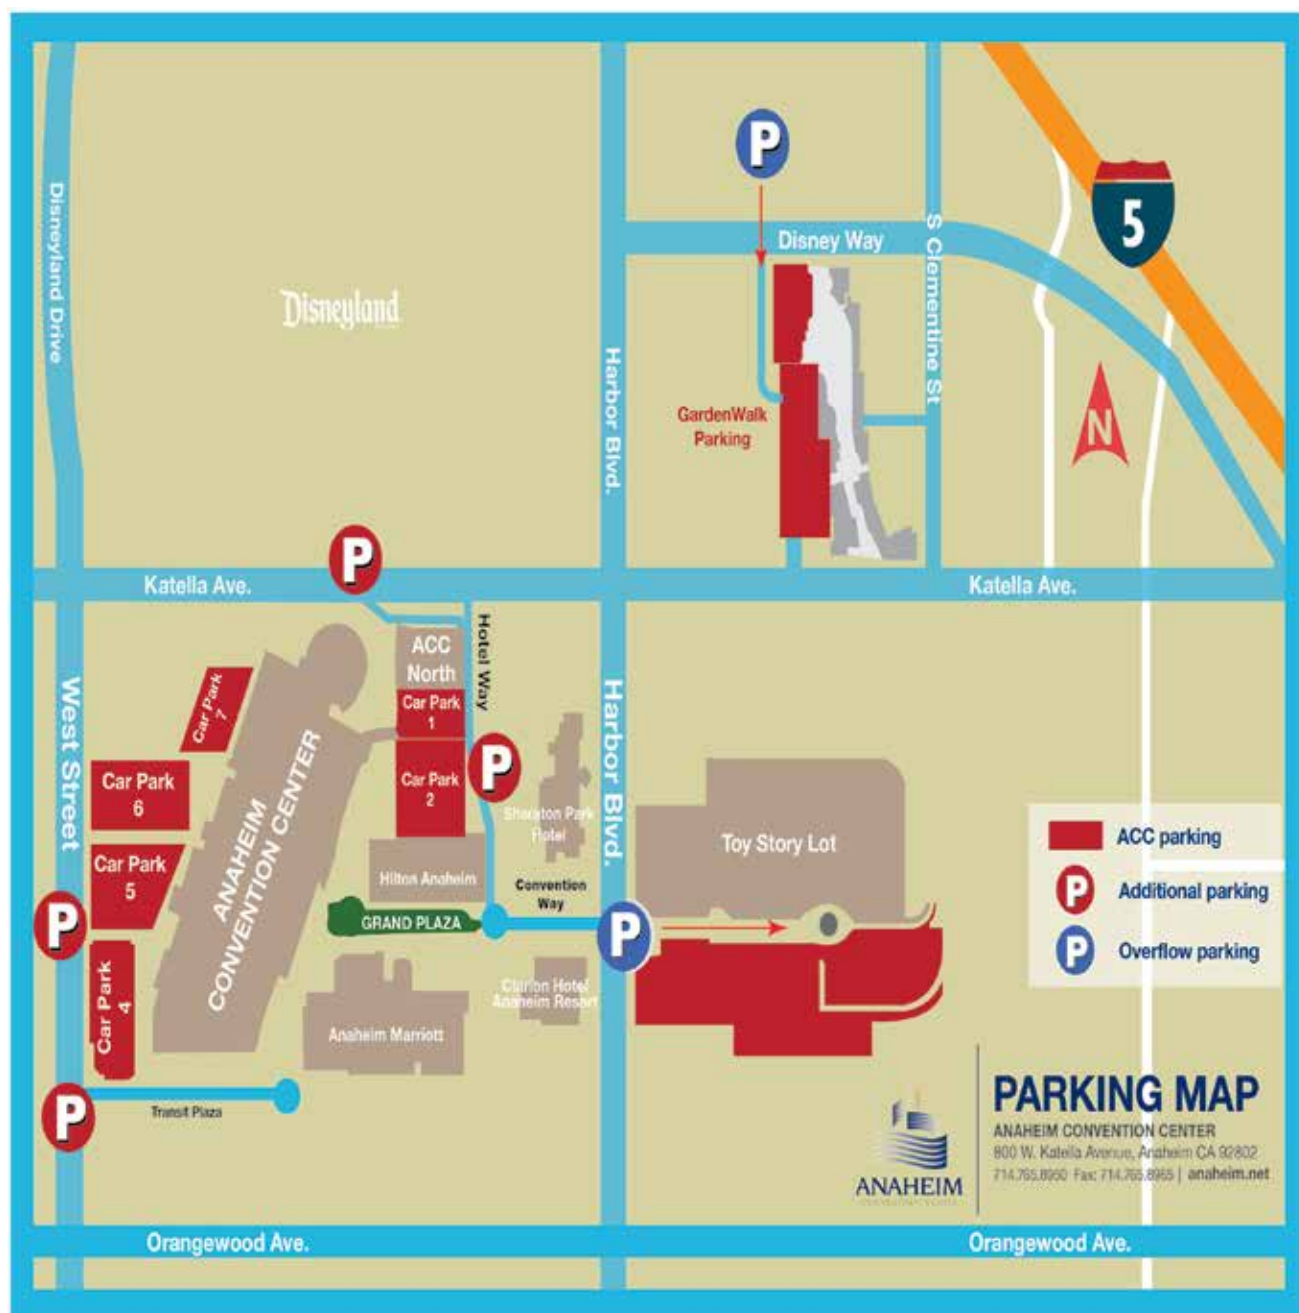 P
Disney Way
S Clementine St
5
Disneyland Drive
Disneyland
Harbor Blvd.
GardenWalk
Parking
N
P
Katella Ave.
Katella Ave.
Hotel Way
ACC
North
Car Park
1
Car Park
7
West Street
Harbor Blvd.
ANAHEIM
CONVENTION CENTER
P
Car Park
2
Car Park
6
Sheraton Park
Hotel
Toy Story Lot
ACC parking
Car Park
5
Hilton Anaheim
Convention
Way
P
Additional parking
P
GRAND PLAZA
P
P
Overflow parking
Car Park
4
Clarion Hotel
Anaheim Resort
Anaheim Marriott
P
Transit Plaza
PARKING MAP
ANAHEIM CONVENTION CENTER
800 W. Katella Avenue, Anaheim CA 92802
714.765.8950 Fax: 714.765.8965 | anaheim.net
ANAHEIM
Orangewood Ave.
Orangewood Ave.